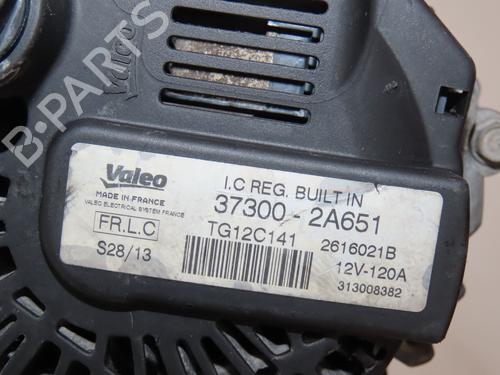 B-PARTS
Valeo
Valeo
MADE IN FRANCE
VALEO ELECTRICAL SYSTEM FRANCE
FR.L.C
S28/13
I.C REG. BUILT IN
37300 - 2A651
TG12C141
2616021B
12V-120A
313008382